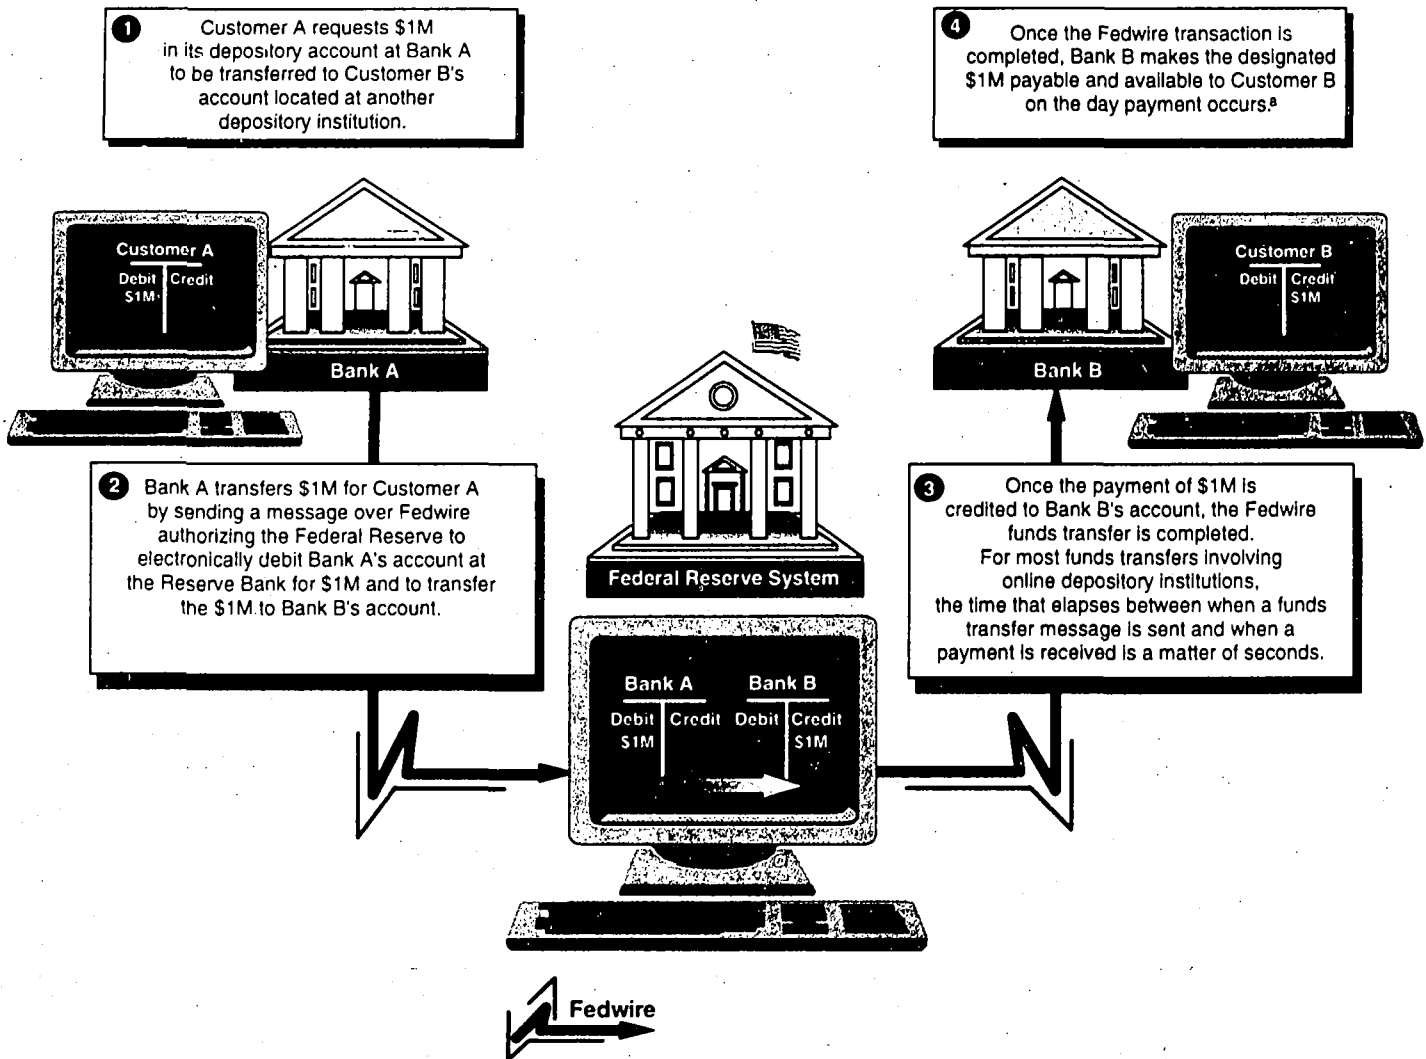 1
Customer A requests $1M
in its depository account at Bank A
to be transferred to Customer B's
account located at another
depository institution.
4
Once the Fedwire transaction is
completed, Bank B makes the designated
$1M payable and available to Customer B
on the day payment occurs.a
Customer A
Debit Credit
$1M
Bank A
Customer B
Debit Credit
$1M
Bank B
2
Bank A transfers $1M for Customer A
by sending a message over Fedwire
authorizing the Federal Reserve to
electronically debit Bank A's account at
the Reserve Bank for $1M and to transfer
the $1M to Bank B's account.
Federal Reserve System
3
Once the payment of $1M is
credited to Bank B's account, the Fedwire
funds transfer is completed.
For most funds transfers involving
online depository institutions,
the time that elapses between when a funds
transfer message is sent and when a
payment is received is a matter of seconds.
Bank A Bank B
Debit Credit Debit Credit
$1M $1M
Fedwire